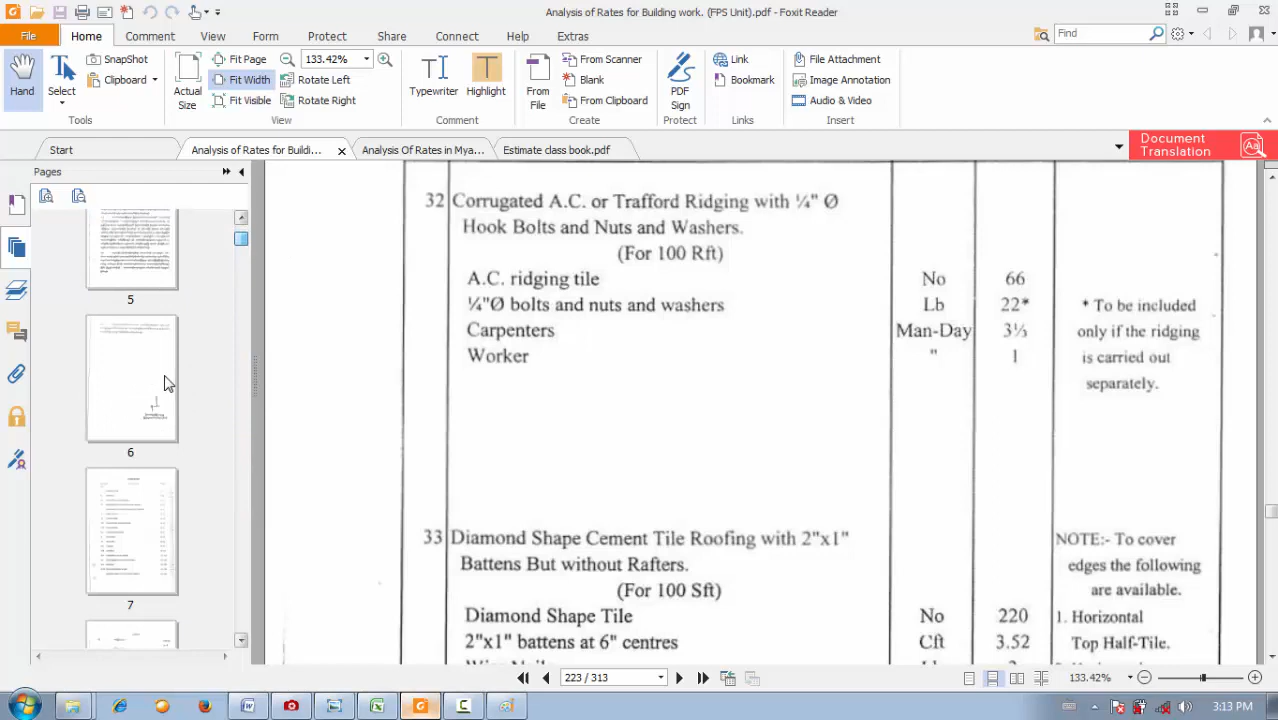 Analysis of Rates for Building work. (FPS Unit).pdf - Foxit Reader
File Home Comment View Form Protect Share Connect Help Extras Find
SnapShot Fit Page 133.42% From Scanner Link File Attachment
Clipboard Fit Width Rotate Left Blank Bookmark Image Annotation
Hand Select Actual Size Fit Visible Rotate Right Typewriter Highlight From File From Clipboard PDF Sign Audio & Video
Tools View Comment Create Protect Links Insert
Start Analysis of Rates for Buildi... Analysis Of Rates in Mya... Estimate class book.pdf Document Translation
Pages
5
6
7
32 Corrugated A.C. or Trafford Ridging with ¼" Ø
Hook Bolts and Nuts and Washers.
(For 100 Rft)
A.C. ridging tile No 66
¼"Ø bolts and nuts and washers Lb 22* * To be included
Carpenters Man-Day 3⅓ only if the ridging
Worker " 1 is carried out
separately.
33 Diamond Shape Cement Tile Roofing with 2"x1" NOTE:- To cover
Battens But without Rafters. edges the following
(For 100 Sft) are available.
Diamond Shape Tile No 220 1. Horizontal
2"x1" battens at 6" centres Cft 3.52 Top Half-Tile.
223 / 313 133.42%
3:13 PM